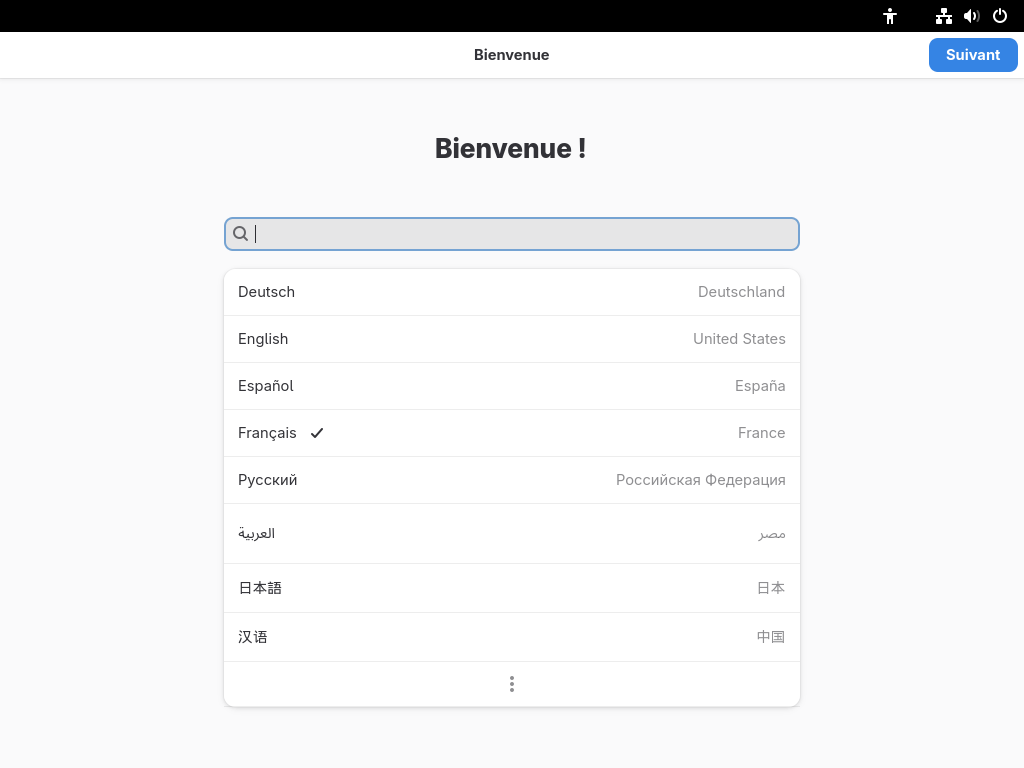 Bienvenue
Suivant
Bienvenue !
Deutsch Deutschland
English United States
Español España
Français France
Русский Российская Федерация
العربية مصر
日本語 日本
汉语 中国